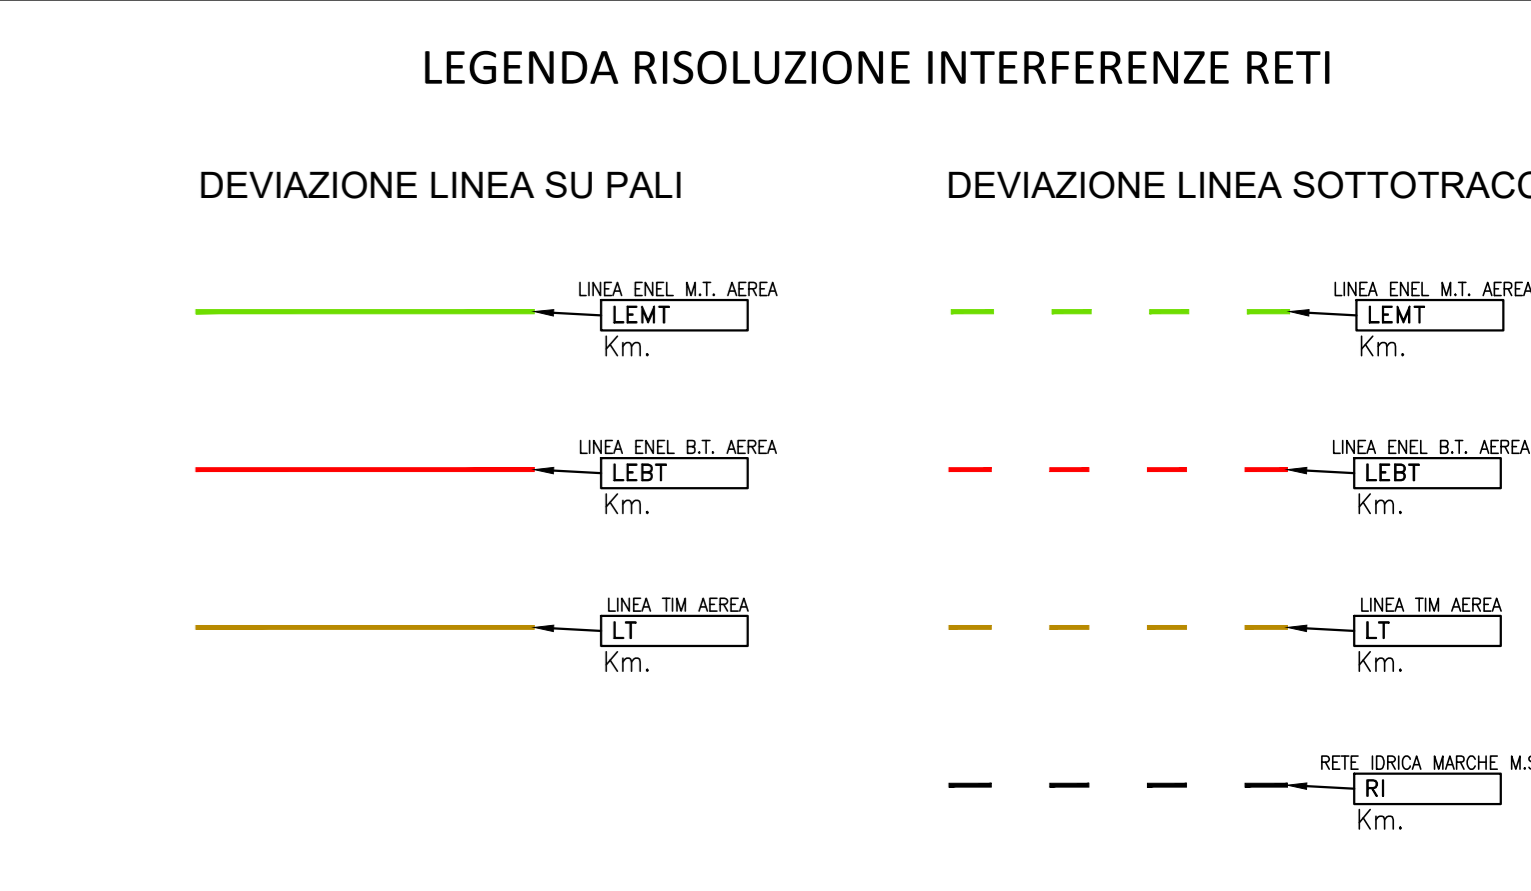 LEGENDA RISOLUZIONE INTERFERENZE RETI
DEVIAZIONE LINEA SU PALI
LINEA ENEL M.T. AEREA
LEMT
Km.
LINEA ENEL B.T. AEREA
LEBT
Km.
LINEA TIM AEREA
LT
Km.
DEVIAZIONE LINEA
LINEA ENEL M.T. AEREA
LEMT
Km.
LINEA ENEL B.T. AEREA
LEBT
Km.
LINEA TIM AEREA
LT
Km.
RETE IDRICA MARCHE
RI
Km.